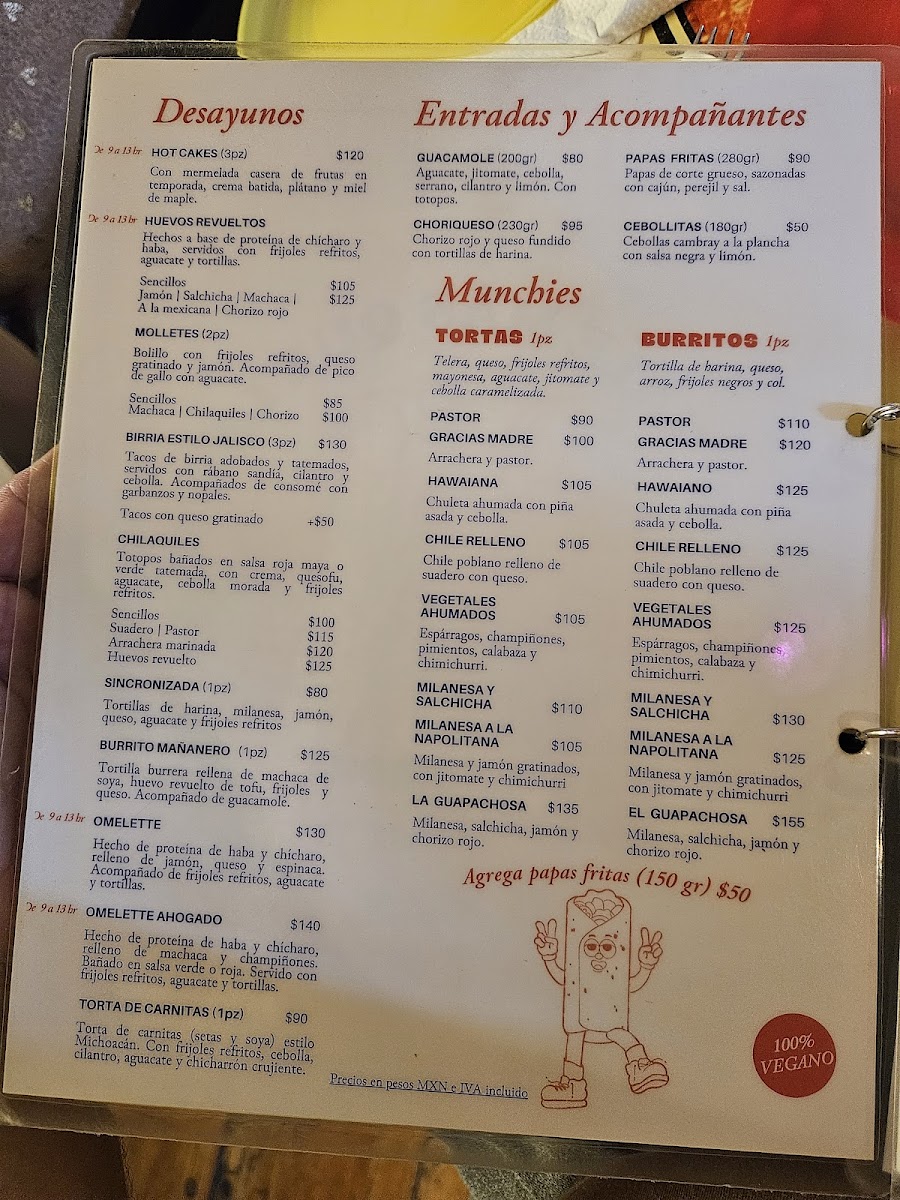 Desayunos
De 9 a 13 hr HOT CAKES (3pz) $120
Con mermelada casera de frutas en
temporada, crema batida, plátano y miel
de maple.
De 9 a 13 hr HUEVOS REVUELTOS
Hechos a base de proteína de chícharo y
haba, servidos con frijoles refritos,
aguacate y tortillas.
Sencillos $105
Jamón | Salchicha | Machaca | $125
A la mexicana | Chorizo rojo
MOLLETES (2pz)
Bolillo con frijoles refritos, queso
gratinado y jamón. Acompañado de pico
de gallo con aguacate.
Sencillos $85
Machaca | Chilaquiles | Chorizo $100
BIRRIA ESTILO JALISCO (3pz) $130
Tacos de birria adobados y tatemados,
servidos con rábano sandía, cilantro y
cebolla. Acompañados de consomé con
garbanzos y nopales.
Tacos con queso gratinado +$50
CHILAQUILES
Totopos bañados en salsa roja maya o
verde tatemada, con crema, quesofu,
aguacate, cebolla morada y frijoles
refritos.
Sencillos $100
Suadero | Pastor $115
Arrachera marinada $120
Huevos revuelto $125
SINCRONIZADA (1pz) $80
Tortillas de harina, milanesa, jamón,
queso, aguacate y frijoles refritos
BURRITO MAÑANERO (1pz) $125
Tortilla burrera rellena de machaca de
soya, huevo revuelto de tofu, frijoles y
queso. Acompañado de guacamole.
De 9 a 13 hr OMELETTE $130
Hecho de proteína de haba y chícharo,
relleno de jamón, queso y espinaca.
Acompañado de frijoles refritos, aguacate
y tortillas.
De 9 a 13 hr OMELETTE AHOGADO $140
Hecho de proteína de haba y chícharo,
relleno de machaca y champiñones.
Bañado en salsa verde o roja. Servido con
frijoles refritos, aguacate y tortillas.
TORTA DE CARNITAS (1pz) $90
Torta de carnitas (setas y soya) estilo
Michoacán. Con frijoles refritos, cebolla,
cilantro, aguacate y chicharrón crujiente.
Entradas y Acompañantes
GUACAMOLE (200gr) $80
Aguacate, jitomate, cebolla,
serrano, cilantro y limón. Con
totopos.
CHORIQUESO (230gr) $95
Chorizo rojo y queso fundido
con tortillas de harina.
PAPAS FRITAS (280gr) $90
Papas de corte grueso, sazonadas
con cajún, perejil y sal.
CEBOLLITAS (180gr) $50
Cebollas cambray a la plancha
con salsa negra y limón.
Munchies
TORTAS 1pz
Telera, queso, frijoles refritos,
mayonesa, aguacate, jitomate y
cebolla caramelizada.
PASTOR $90
GRACIAS MADRE $100
Arrachera y pastor.
HAWAIANA $105
Chuleta ahumada con piña
asada y cebolla.
CHILE RELLENO $105
Chile poblano relleno de
suadero con queso.
VEGETALES
AHUMADOS $105
Espárragos, champiñones,
pimientos, calabaza y
chimichurri.
MILANESA Y
SALCHICHA $110
MILANESA A LA
NAPOLITANA $105
Milanesa y jamón gratinados,
con jitomate y chimichurri
LA GUAPACHOSA $135
Milanesa, salchicha, jamón y
chorizo rojo.
BURRITOS 1pz
Tortilla de harina, queso,
arroz, frijoles negros y col.
PASTOR $110
GRACIAS MADRE $120
Arrachera y pastor.
HAWAIANO $125
Chuleta ahumada con piña
asada y cebolla.
CHILE RELLENO $125
Chile poblano relleno de
suadero con queso.
VEGETALES
AHUMADOS $125
Espárragos, champiñones,
pimientos, calabaza y
chimichurri.
MILANESA Y
SALCHICHA $130
MILANESA A LA
NAPOLITANA $125
Milanesa y jamón gratinados,
con jitomate y chimichurri
EL GUAPACHOSA $155
Milanesa, salchicha, jamón y
chorizo rojo.
Agrega papas fritas (150 gr) $50
100%
VEGANO
Precios en pesos MXN e IVA incluido